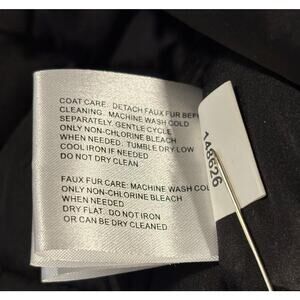 COAT CARE: DETACH FAUX FUR BEF
CLEANING. MACHINE WASH COLD
SEPARATELY. GENTLE CYCLE
ONLY NON-CHLORINE BLEACH
WHEN NEEDED. TUMBLE DRY LOW
COOL IRON IF NEEDED
DO NOT DRY CLEAN
FAUX FUR CARE: MACHINE WASH COL
ONLY NON-CHLORINE BLEACH
WHEN NEEDED
DRY FLAT. DO NOT IRON
OR CAN BE DRY CLEANED
148626